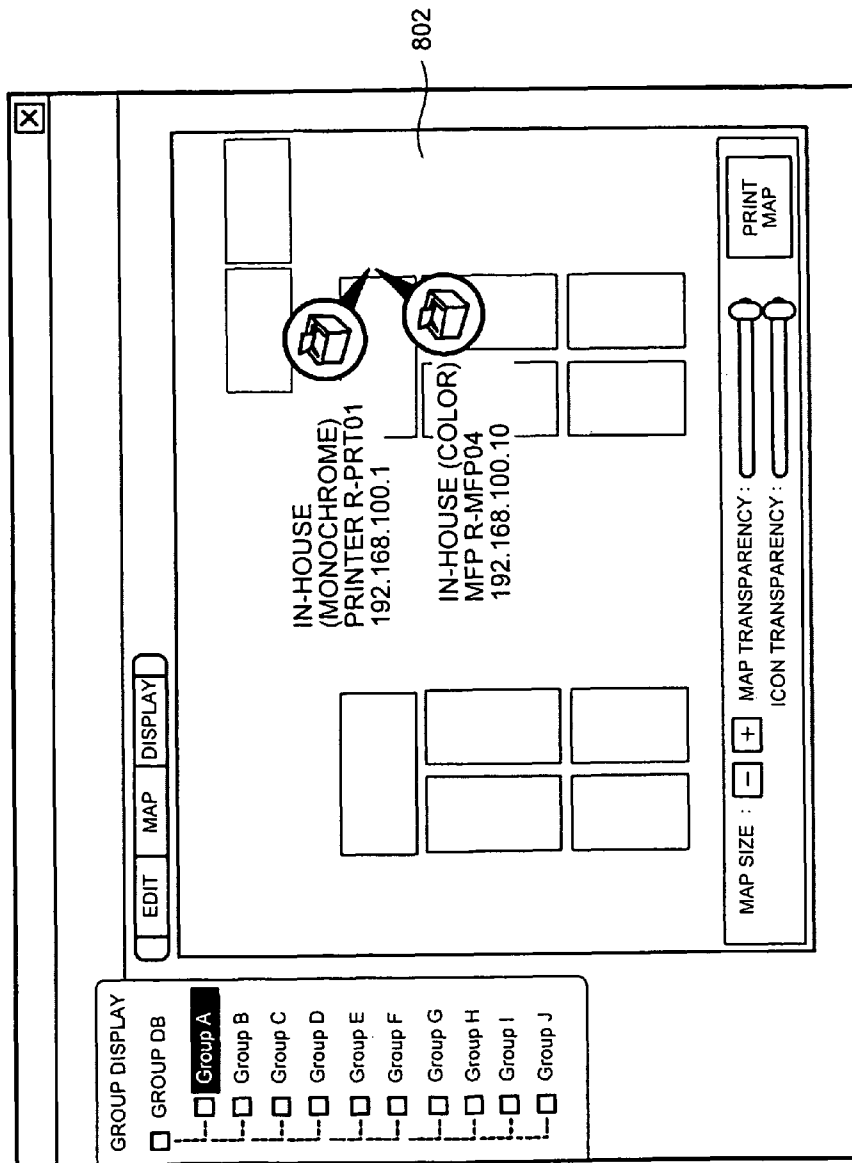 GROUP DISPLAY
GROUP DB
Group A
Group B
Group C
Group D
Group E
Group F
Group G
Group H
Group I
Group J
EDIT MAP DISPLAY
IN-HOUSE
(MONOCHROME)
PRINTER R-PRT01
192.168.100.1
IN-HOUSE (COLOR)
MFP R-MFP04
192.168.100.10
MAP SIZE : − + MAP TRANSPARENCY :
ICON TRANSPARENCY :
PRINT
MAP
802